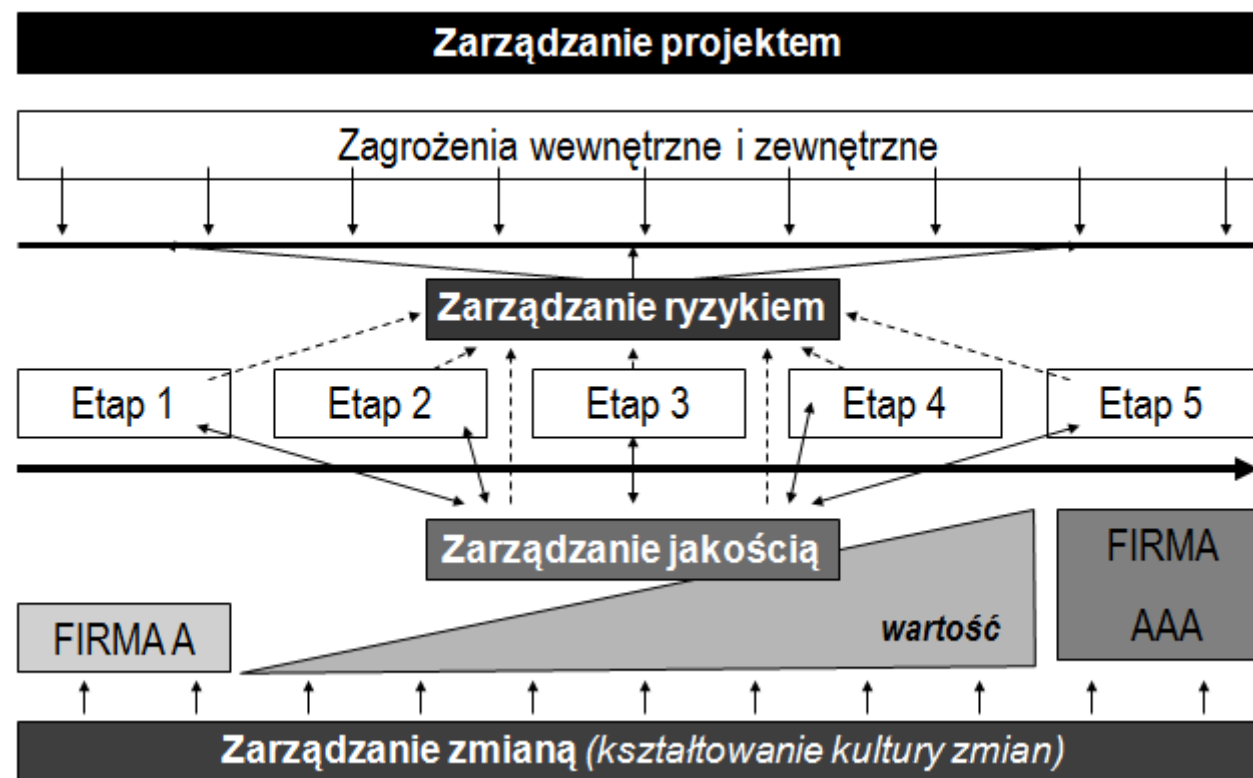 Zarządzanie projektem
Zagrożenia wewnętrzne i zewnętrzne
Zarządzanie ryzykiem
Etap 1
Etap 2
Etap 3
Etap 4
Etap 5
Zarządzanie jakością
FIRMA A
wartość
FIRMA
AAA
Zarządzanie zmianą (kształtowanie kultury zmian)